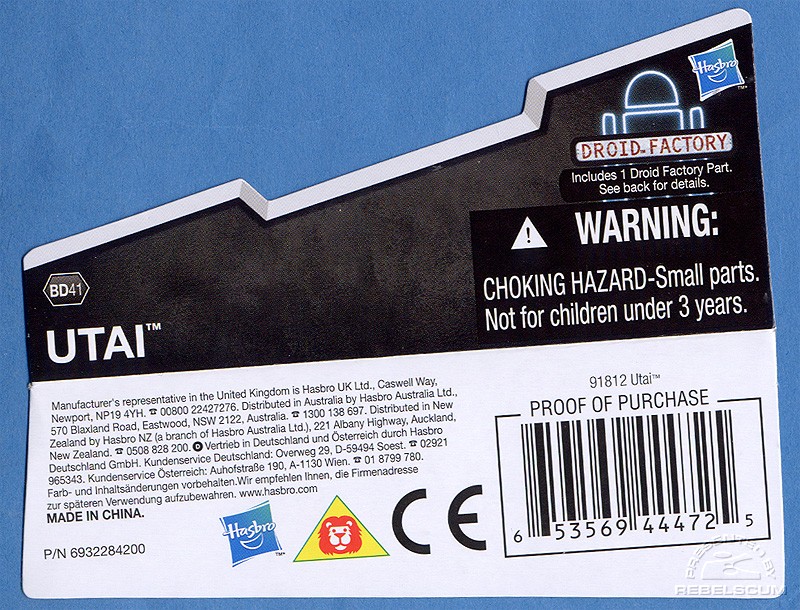 Hasbro
™®
DROID FACTORY
Includes 1 Droid Factory Part.
See back for details.
WARNING:
CHOKING HAZARD-Small parts.
Not for children under 3 years.
BD41
UTAI™
Manufacturer's representative in the United Kingdom is Hasbro UK Ltd., Caswell Way,
Newport, NP19 4YH. ☎ 00800 22427276. Distributed in Australia by Hasbro Australia Ltd.,
570 Blaxland Road, Eastwood, NSW 2122, Australia. ☎ 1300 138 697. Distributed in New
Zealand by Hasbro NZ (a branch of Hasbro Australia Ltd.), 221 Albany Highway, Auckland,
New Zealand. ☎ 0508 828 200. D Vertrieb in Deutschland und Österreich durch Hasbro
Deutschland GmbH. Kundenservice Deutschland: Overweg 29, D-59494 Soest. ☎ 02921
965343. Kundenservice Österreich: Auhofstraße 190, A-1130 Wien. ☎ 01 8799 780.
Farb- und Inhaltsänderungen vorbehalten.Wir empfehlen Ihnen, die Firmenadresse
zur späteren Verwendung aufzubewahren. www.hasbro.com
MADE IN CHINA.
P/N 6932284200
Hasbro
™®
CE
91812 Utai™
PROOF OF PURCHASE
6 53569 44472 5
PRESENTED BY
REBELSCUM